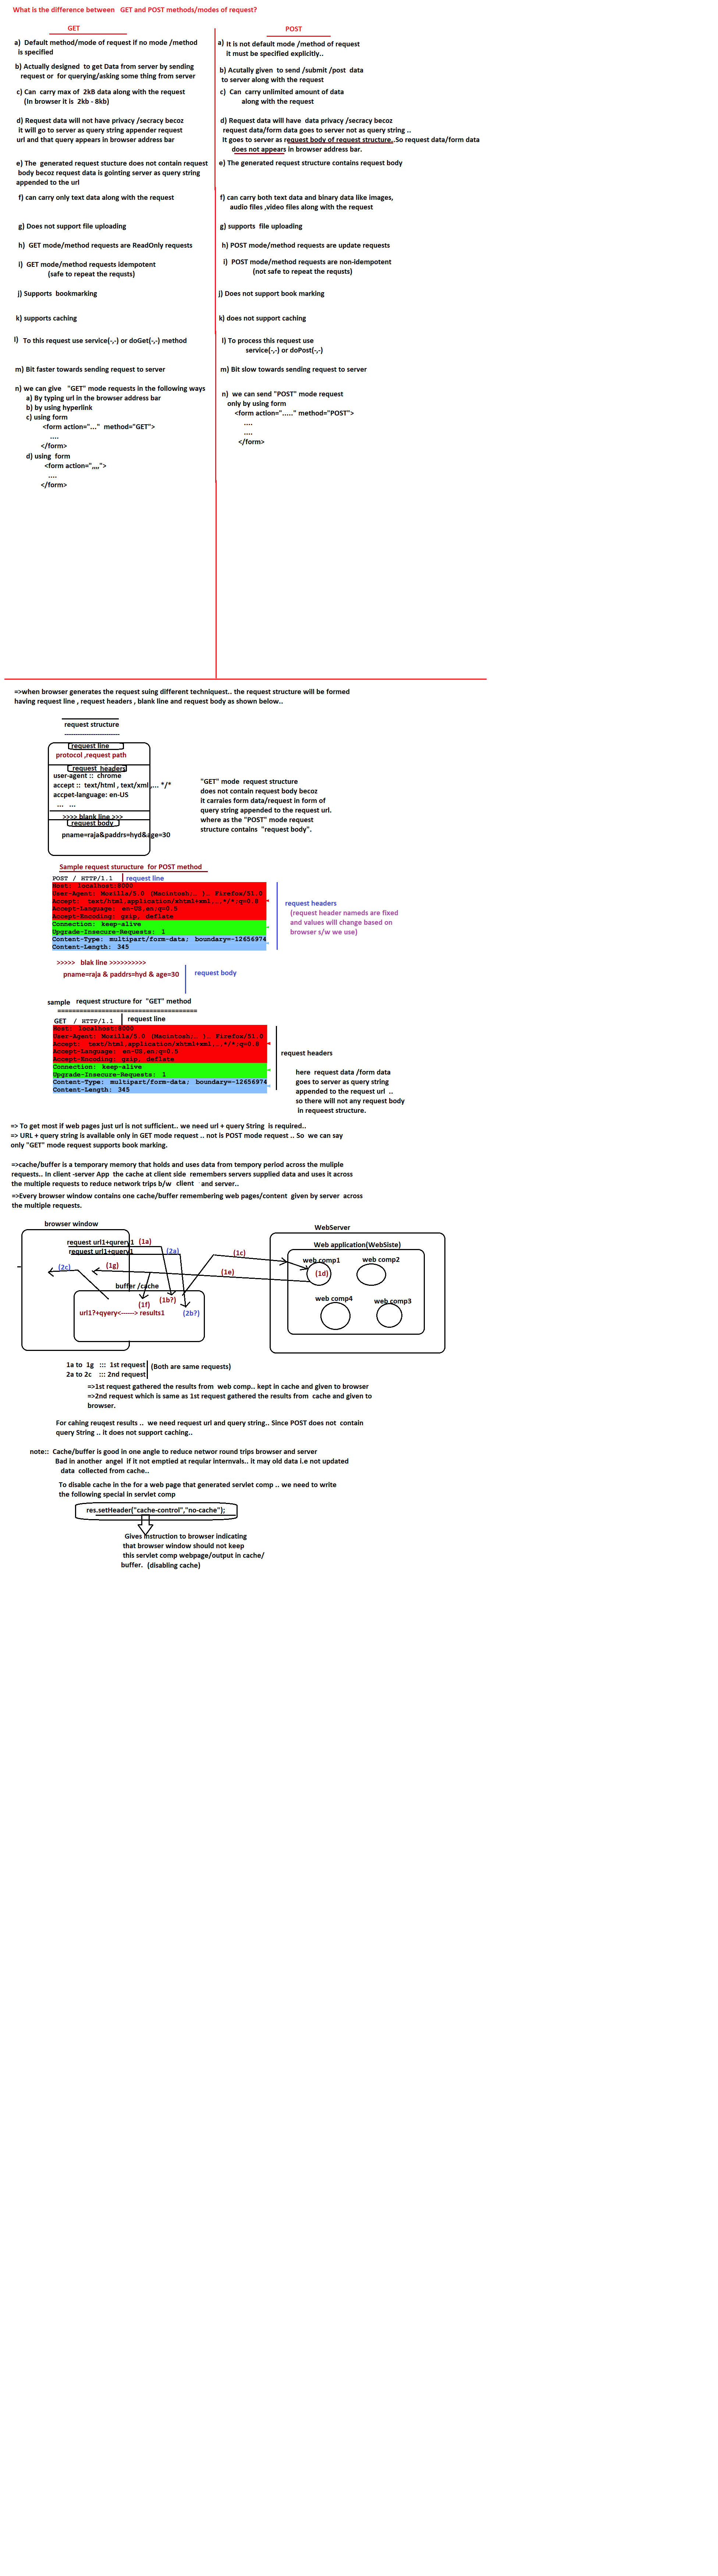 What is the difference between GET and POST methods/modes of request?
GET
a) Default method/mode of request if no mode /method
is specified
b) Actually designed to get Data from server by sending
request or for querying/asking some thing from server
c) Can carry max of 2kB data along with the request
(In browser it is 2kb - 8kb)
d) Request data will not have privacy /secracy becoz
it will go to server as query string appender request
url and that query appears in browser address bar
e) The generated request stucture does not contain request
body becoz request data is gointing server as query string
appended to the url
f) can carry only text data along with the request
g) Does not support file uploading
h) GET mode/method requests are ReadOnly requests
i) GET mode/method requests idempotent
(safe to repeat the requsts)
j) Supports bookmarking
k) supports caching
l) To this request use service(-,-) or doGet(-,-) method
m) Bit faster towards sending request to server
n) we can give "GET" mode requests in the following ways
a) By typing url in the browser address bar
b) by using hyperlink
c) using form
<form action="..." method="GET">
....
</form>
d) using form
<form action=",,,,">
....
</form>
POST
a) It is not default mode /method of request
it must be specified explicitly..
b) Acutally given to send /submit /post data
to server along with the request
c) Can carry unlimited amount of data
along with the request
d) Request data will have data privacy /secracy becoz
request data/form data goes to server not as query string ..
It goes to server as request body of request structure..So request data/form data
does not appears in browser address bar.
e) The generated request structure contains request body
f) can carry both text data and binary data like images,
audio files ,video files along with the request
g) supports file uploading
h) POST mode/method requests are update requests
i) POST mode/method requests are non-idempotent
(not safe to repeat the requsts)
j) Does not support book marking
k) does not support caching
l) To process this request use
service(-,-) or doPost(-,-)
m) Bit slow towards sending request to server
n) we can send "POST" mode request
only by using form
<form action="....." method="POST">
....
....
</form>
=>when browser generates the request suing different techniquest.. the request structure will be formed
having request line , request headers , blank line and request body as shown below..
request structure
------------------------
request line
protocol ,request path
request headers
user-agent :: chrome
accept :: text/html , text/xml ,... */*
accpet-language: en-US
... ...
>>>> blank line >>>
request body
pname=raja&paddrs=hyd&age=30
"GET" mode request structure
does not contain request body becoz
it carraies form data/request in form of
query string appended to the request url.
where as the "POST" mode request
structure contains "request body".
Sample request sturucture for POST method
POST / HTTP/1.1 request line
Host: localhost:8000
User-Agent: Mozilla/5.0 (Macintosh;... )... Firefox/51.0
Accept: text/html,application/xhtml+xml,...*/*;q=0.8
Accept-Language: en-US,en;q=0.5
Accept-Encoding: gzip, deflate
Connection: keep-alive
Upgrade-Insecure-Requests: 1
Content-Type: multipart/form-data; boundary=-12656974
Content-Length: 345
request headers
(request header nameds are fixed
and values will change based on
browser s/w we use)
>>>>> blak line >>>>>>>>>>
pname=raja & paddrs=hyd & age=30 request body
sample request structure for "GET" method
=====================================
GET / HTTP/1.1 request line
Host: localhost:8000
User-Agent: Mozilla/5.0 (Macintosh;... )... Firefox/51.0
Accept: text/html,application/xhtml+xml,...*/*;q=0.8
Accept-Language: en-US,en;q=0.5
Accept-Encoding: gzip, deflate
Connection: keep-alive
Upgrade-Insecure-Requests: 1
Content-Type: multipart/form-data; boundary=-12656974
Content-Length: 345
request headers
here request data /form data
goes to server as query string
appended to the request url ..
so there will not any request body
in requeest structure.
=> To get most if web pages just url is not sufficient.. we need url + query String is required..
=> URL + query string is available only in GET mode request .. not is POST mode request .. So we can say
only "GET" mode request supports book marking.
=>cache/buffer is a temporary memory that holds and uses data from tempory period across the muliple
requests.. In client -server App the cache at client side remembers servers supplied data and uses it across
the multiple requests to reduce network trips b/w client and server..
=>Every browser window contains one cache/buffer remembering web pages/content given by server across
the multiple requests.
browser window
request url1+qurery1 (1a)
request url1+query1 (2a)
(2c)
(1g)
buffer /cache
(1f)
(1b?)
url1?+qyery<------> results1
(2b?)
(1c)
(1e)
WebServer
Web application(WebSiste)
web comp1
web comp2
(1d)
web comp4
web comp3
1a to 1g ::: 1st request (Both are same requests)
2a to 2c ::: 2nd request
=>1st request gathered the results from web comp.. kept in cache and given to browser
=>2nd request which is same as 1st request gathered the results from cache and given to
browser.
For cahing reuqest results .. we need request url and query string.. Since POST does not contain
query String .. it does not support caching..
note:: Cache/buffer is good in one angle to reduce networ round trips browser and server
Bad in another angel if it not emptied at reqular internvals.. it may old data i.e not updated
data collected from cache..
To disable cache in the for a web page that generated servlet comp .. we need to write
the following special in servlet comp
res.setHeader("cache-control","no-cache");
Gives instruction to browser indicating
that browser window should not keep
this servlet comp webpage/output in cache/
buffer. (disabling cache)